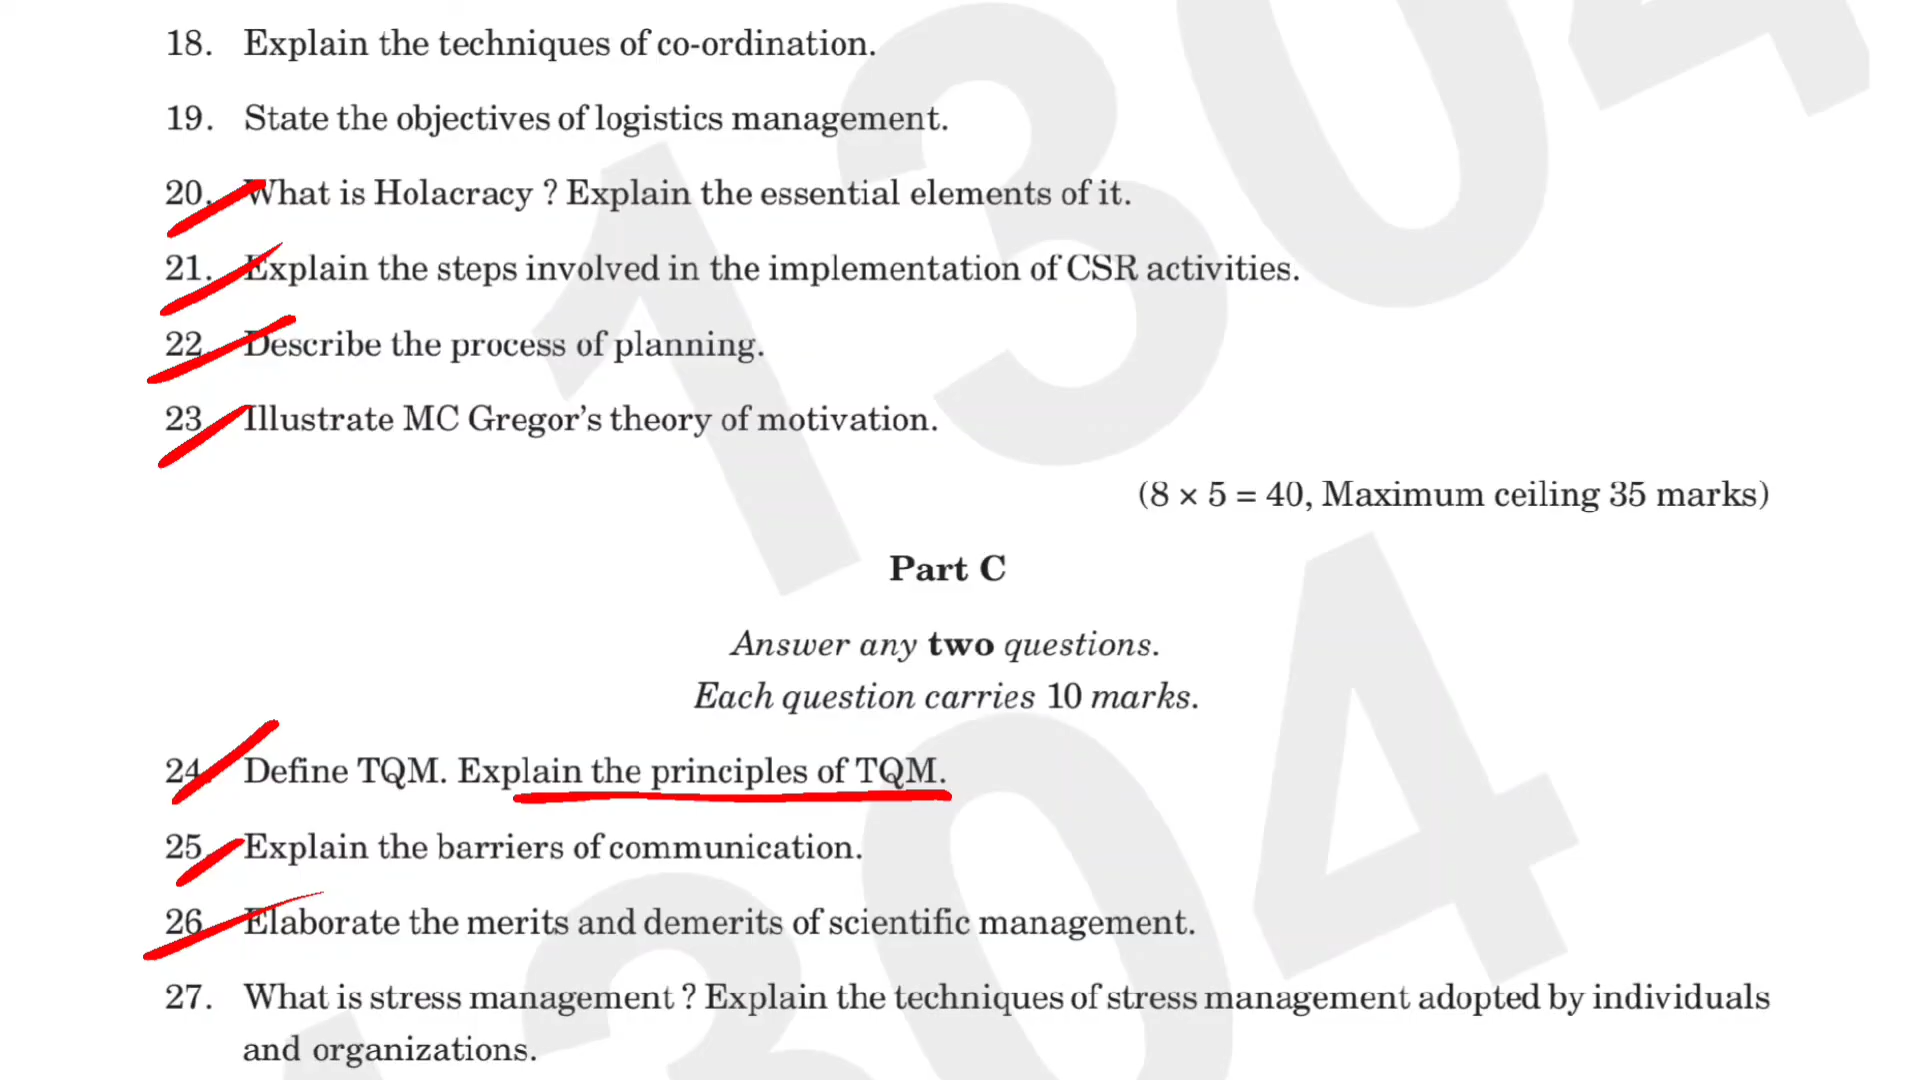 18. Explain the techniques of co-ordination.
19. State the objectives of logistics management.
20. What is Holacracy ? Explain the essential elements of it.
21. Explain the steps involved in the implementation of CSR activities.
22. Describe the process of planning.
23. Illustrate MC Gregor's theory of motivation.
(8 × 5 = 40, Maximum ceiling 35 marks)
Part C
Answer any two questions.
Each question carries 10 marks.
24. Define TQM. Explain the principles of TQM.
25. Explain the barriers of communication.
26. Elaborate the merits and demerits of scientific management.
27. What is stress management ? Explain the techniques of stress management adopted by individuals
and organizations.